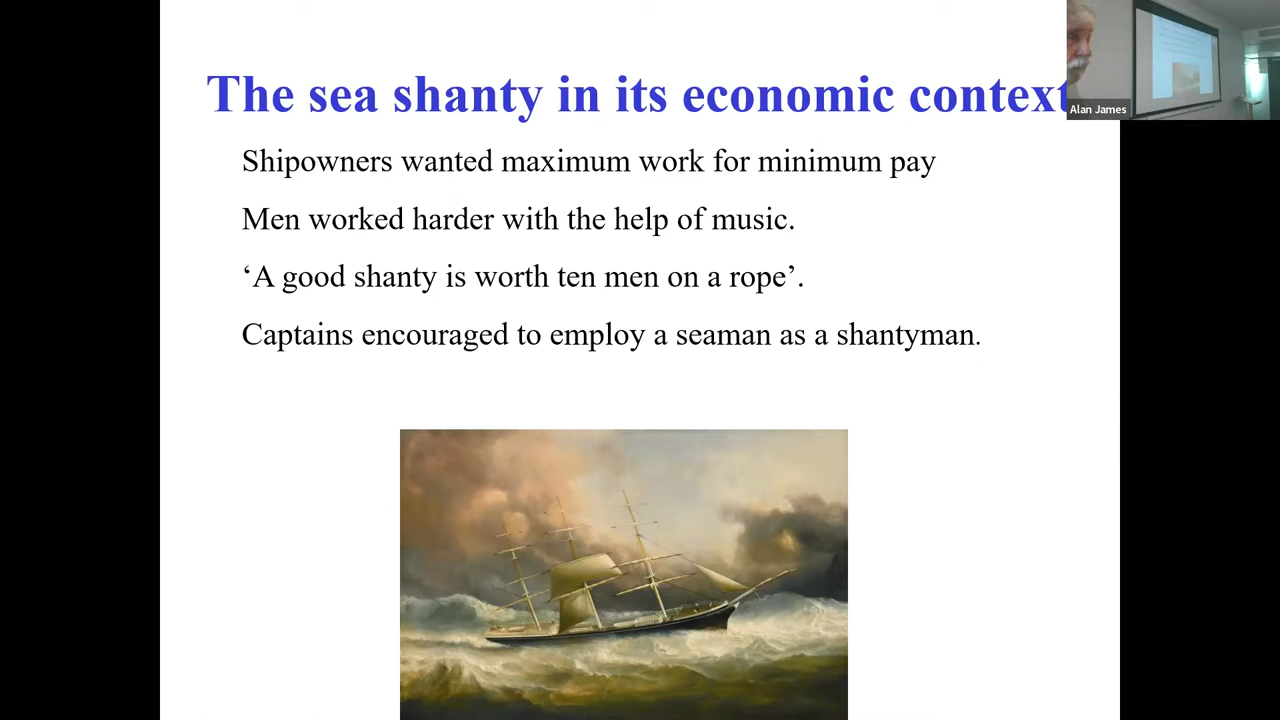 The sea shanty in its economic context
Alan James
Shipowners wanted maximum work for minimum pay
Men worked harder with the help of music.
‘A good shanty is worth ten men on a rope’.
Captains encouraged to employ a seaman as a shantyman.